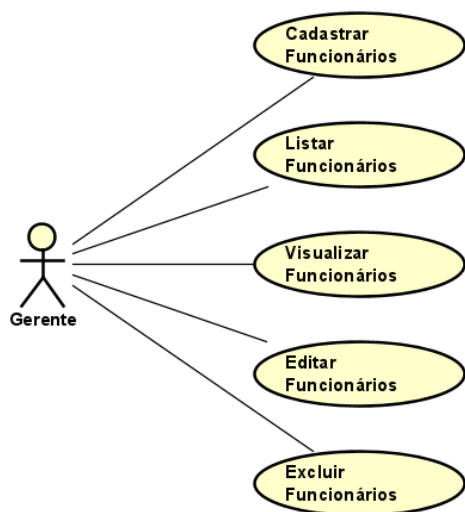 Cadastrar
Funcionários
Listar
Funcionários
Visualizar
Funcionários
Gerente
Editar
Funcionários
Excluir
Funcionários